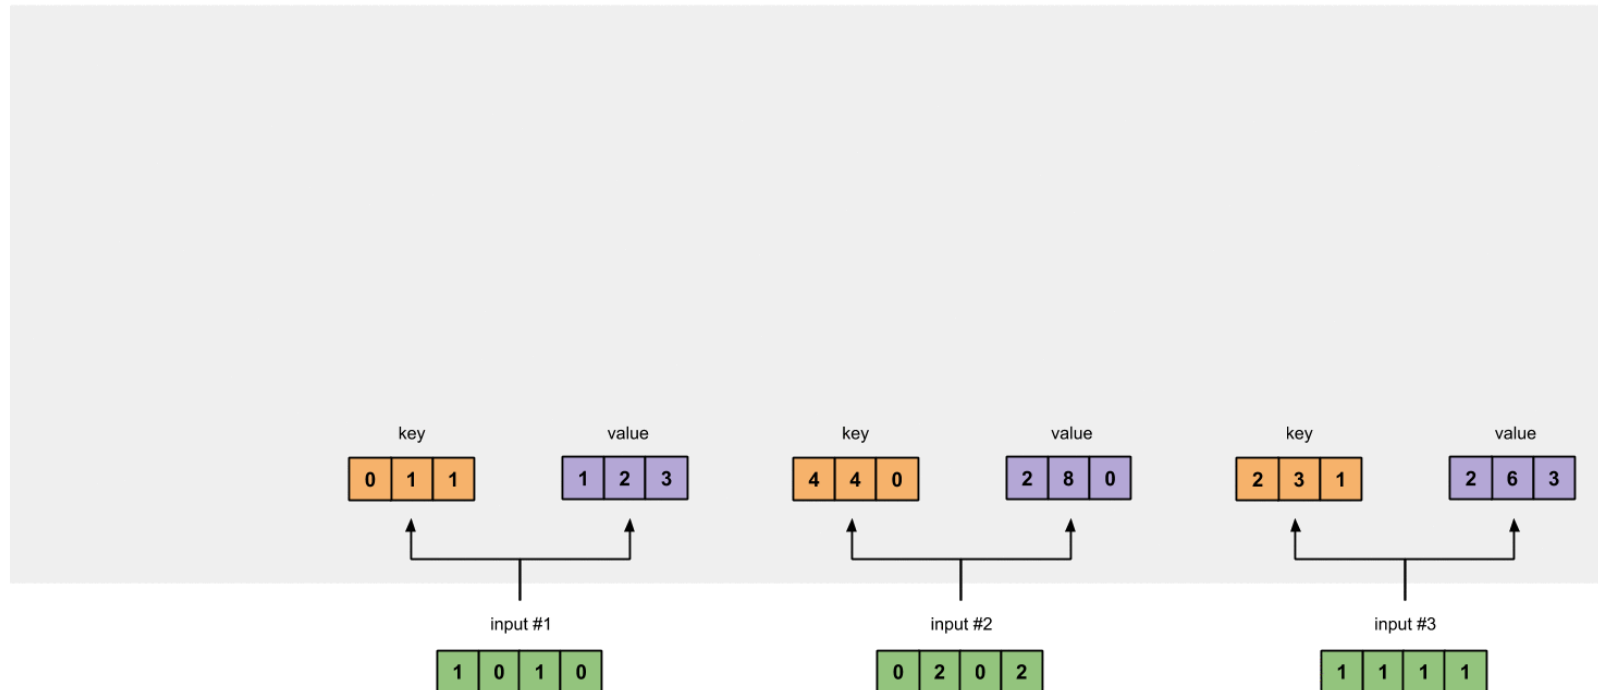 key value key value key value
0 1 1 1 2 3 4 4 0 2 8 0 2 3 1 2 6 3
input #1 input #2 input #3
1 0 1 0 0 2 0 2 1 1 1 1